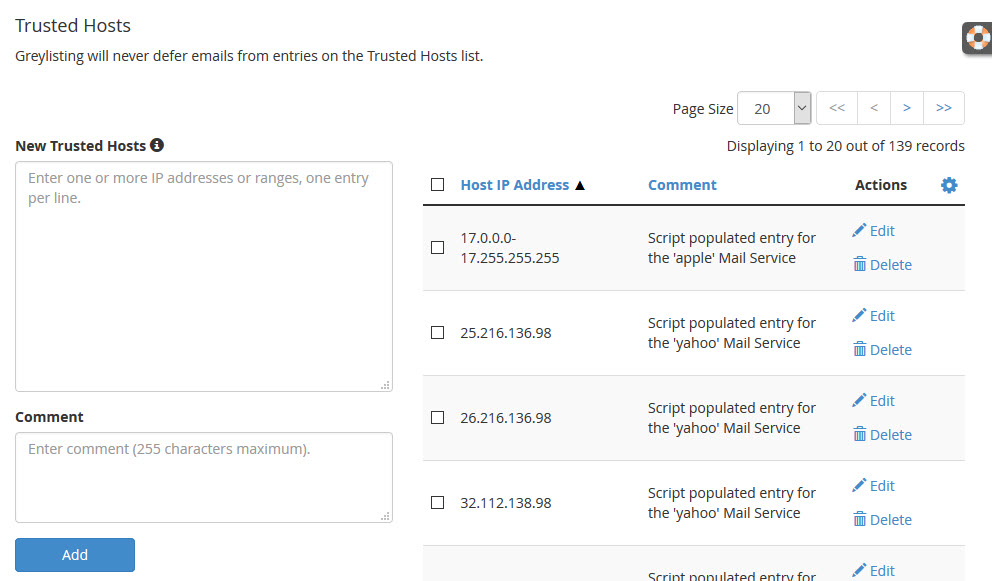 Trusted Hosts
Greylisting will never defer emails from entries on the Trusted Hosts list.
Page Size 20 << < > >>
Displaying 1 to 20 out of 139 records
New Trusted Hosts
Enter one or more IP addresses or ranges, one entry
per line.
Comment
Enter comment (255 characters maximum).
Add
Host IP Address ▲ Comment Actions
17.0.0.0-
17.255.255.255
Script populated entry for
the 'apple' Mail Service
Edit
Delete
25.216.136.98
Script populated entry for
the 'yahoo' Mail Service
Edit
Delete
26.216.136.98
Script populated entry for
the 'yahoo' Mail Service
Edit
Delete
32.112.138.98
Script populated entry for
the 'yahoo' Mail Service
Edit
Delete
Script populated entry for
Edit